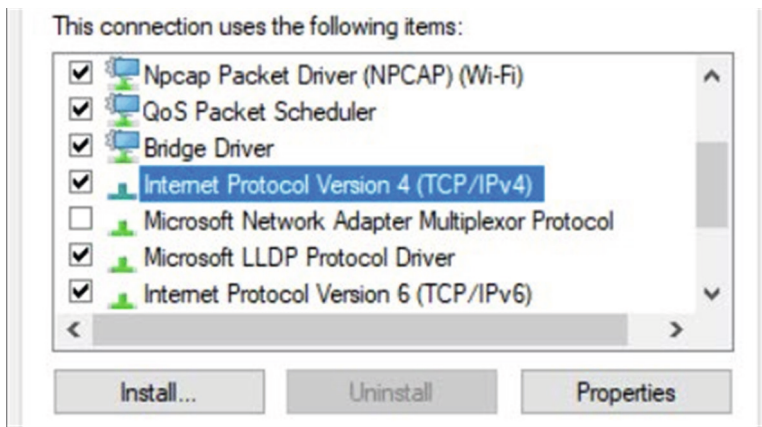 This connection uses the following items:
Npcap Packet Driver (NPCAP) (Wi-Fi)
QoS Packet Scheduler
Bridge Driver
Internet Protocol Version 4 (TCP/IPv4)
Microsoft Network Adapter Multiplexor Protocol
Microsoft LLDP Protocol Driver
Internet Protocol Version 6 (TCP/IPv6)
Install... Uninstall Properties